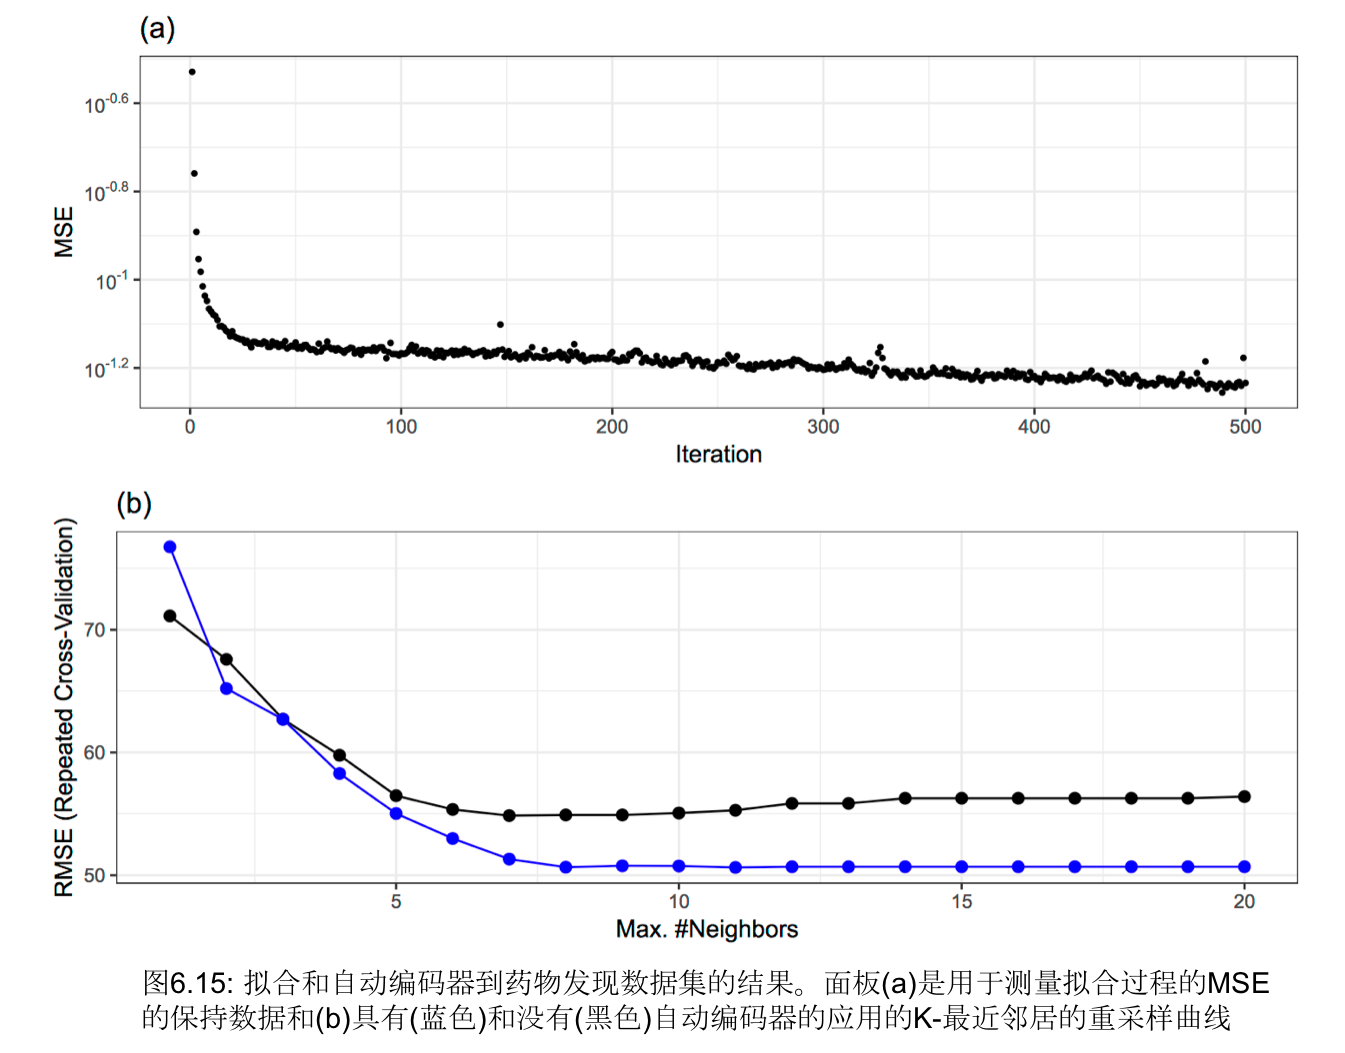 (a)
MSE
10^-0.6
10^-0.8
10^-1
10^-1.2
0 100 200 300 400 500
Iteration
(b)
RMSE (Repeated Cross-Validation)
70
60
50
5 10 15 20
Max. #Neighbors
图6.15: 拟合和自动编码器到药物发现数据集的结果。面板(a)是用于测量拟合过程的MSE
的保持数据和(b)具有(蓝色)和没有(黑色)自动编码器的应用的K-最近邻居的重采样曲线